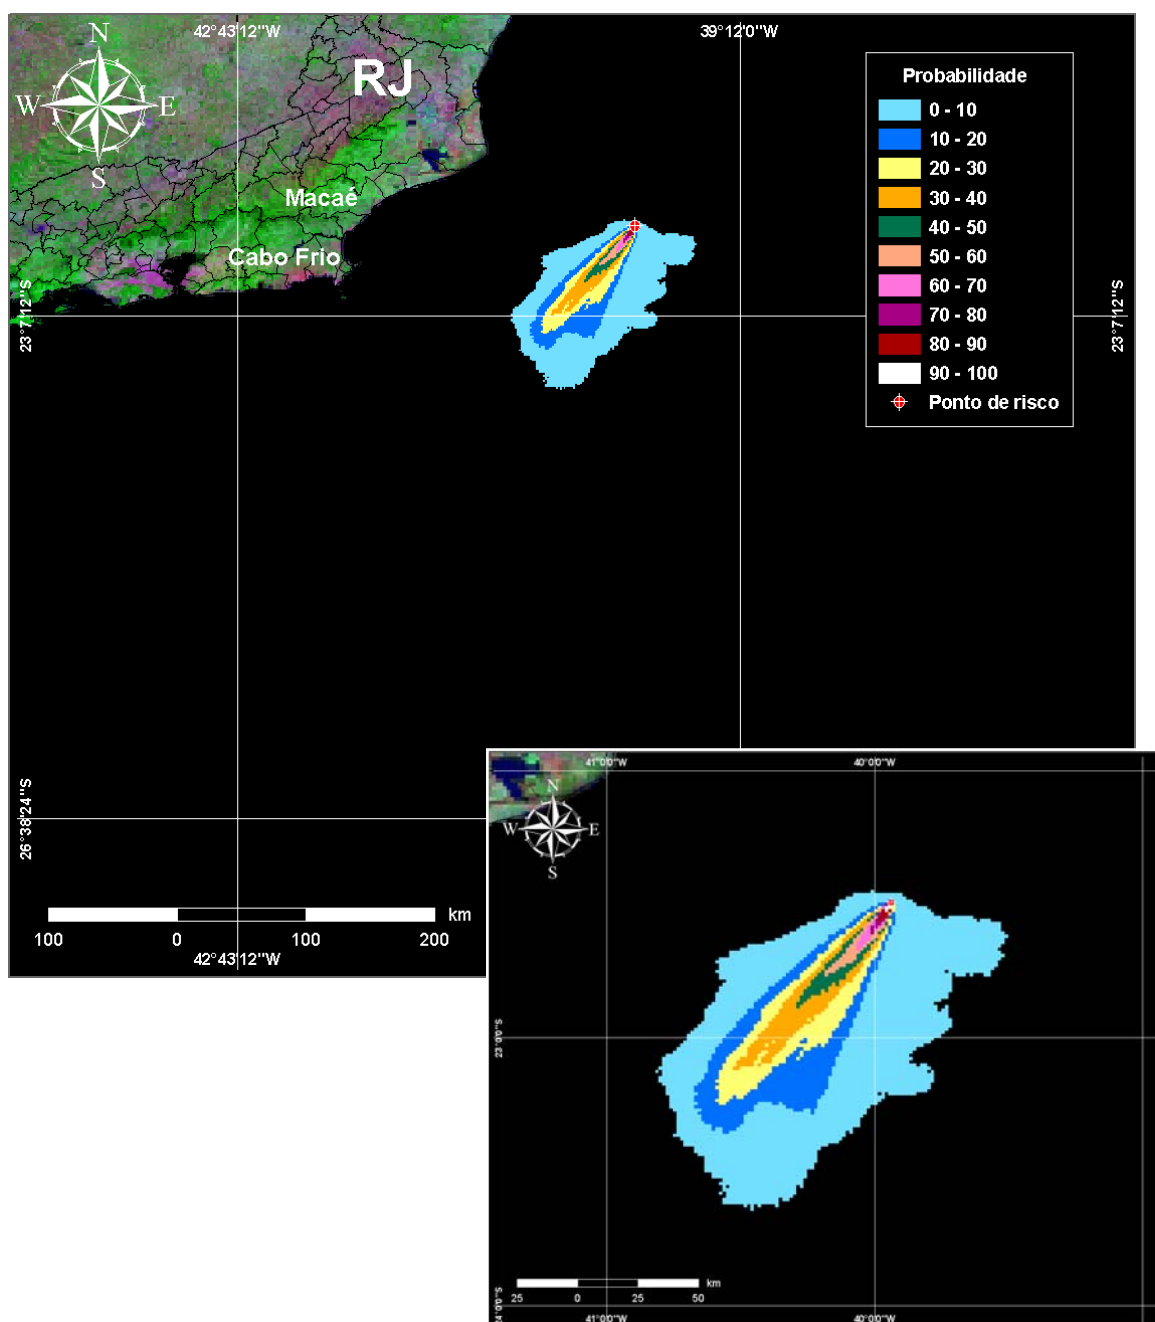 42°43'12"W
39°12'0"W
N
W
E
S
RJ
Macaé
Cabo Frio
Probabilidade
0 - 10
10 - 20
20 - 30
30 - 40
40 - 50
50 - 60
60 - 70
70 - 80
80 - 90
90 - 100
Ponto de risco
23°7'12"S
23°7'12"S
26°38'24"S
km
100
0
100
200
42°43'12"W
41°0'0"W
40°0'0"W
N
W
E
S
23°0'0"S
km
25
0
25
50
24°0'0"S
41°0'0"W
40°0'0"W